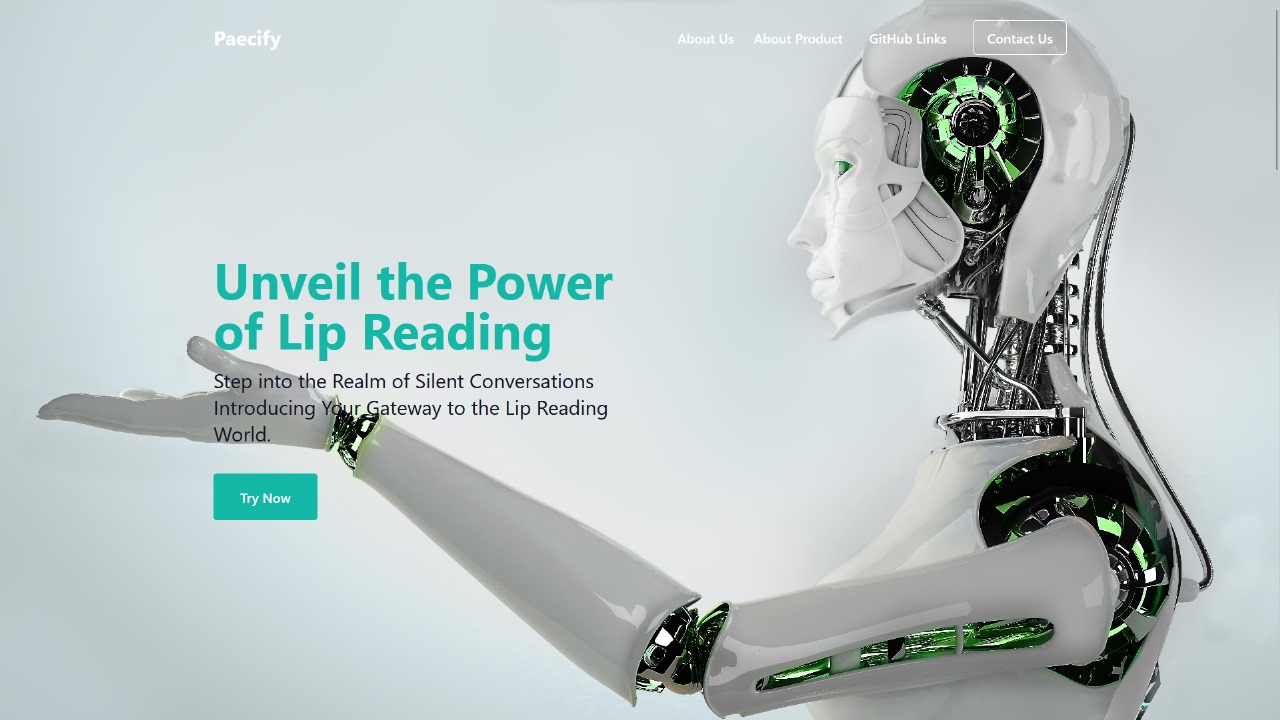 Paecify
About Us
About Product
GitHub Links
Contact Us
Unveil the Power
of Lip Reading
Step into the Realm of Silent Conversations
Introducing Your Gateway to the Lip Reading
World.
Try Now